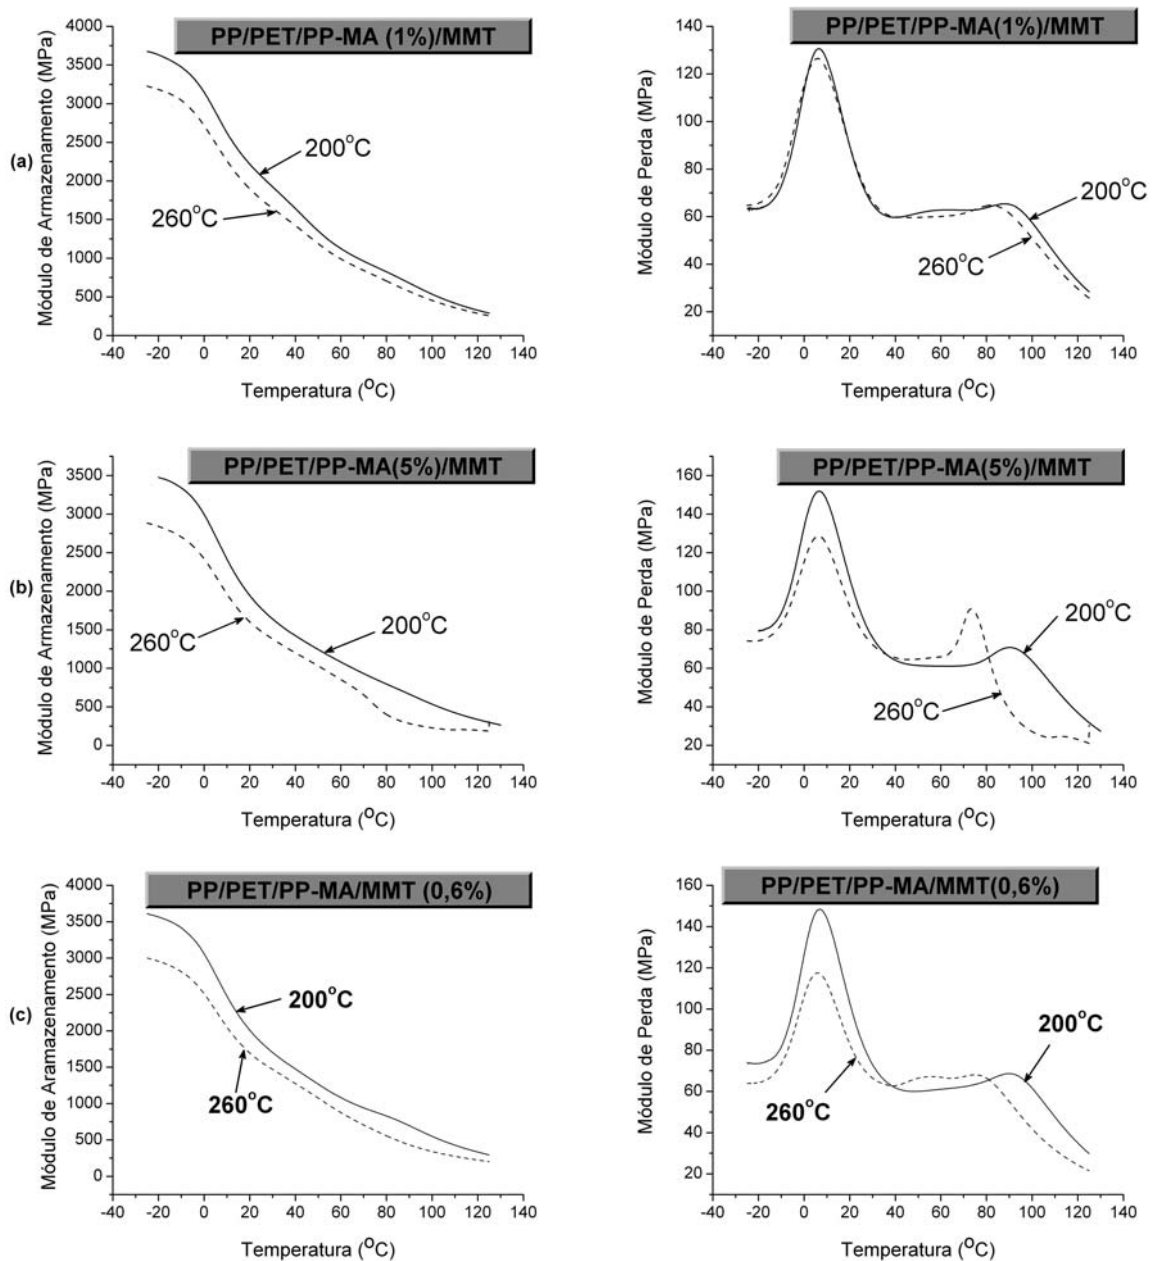 PP/PET/PP-MA (1%)/MMT
4000
3500
3000
2500
2000
1500
1000
500
0
Módulo de Armazenamento (MPa)
(a)
200°C
260°C
-40 -20 0 20 40 60 80 100 120 140
Temperatura (°C)
PP/PET/PP-MA(1%)/MMT
140
120
100
80
60
40
20
Módulo de Perda (MPa)
200°C
260°C
-40 -20 0 20 40 60 80 100 120 140
Temperatura (°C)
PP/PET/PP-MA(5%)/MMT
3500
3000
2500
2000
1500
1000
500
0
Módulo de Armazenamento (MPa)
(b)
260°C
200°C
-40 -20 0 20 40 60 80 100 120 140
Temperatura (°C)
PP/PET/PP-MA(5%)/MMT
160
140
120
100
80
60
40
20
Módulo de Perda (MPa)
200°C
260°C
-40 -20 0 20 40 60 80 100 120 140
Temperatura (°C)
PP/PET/PP-MA/MMT (0,6%)
4000
3500
3000
2500
2000
1500
1000
500
0
Módulo de Aramazenamento (MPa)
(c)
200°C
260°C
-40 -20 0 20 40 60 80 100 120 140
Temperatura (°C)
PP/PET/PP-MA/MMT(0,6%)
160
140
120
100
80
60
40
20
Módulo de Perda (MPa)
200°C
260°C
-40 -20 0 20 40 60 80 100 120 140
Temperatura (°C)